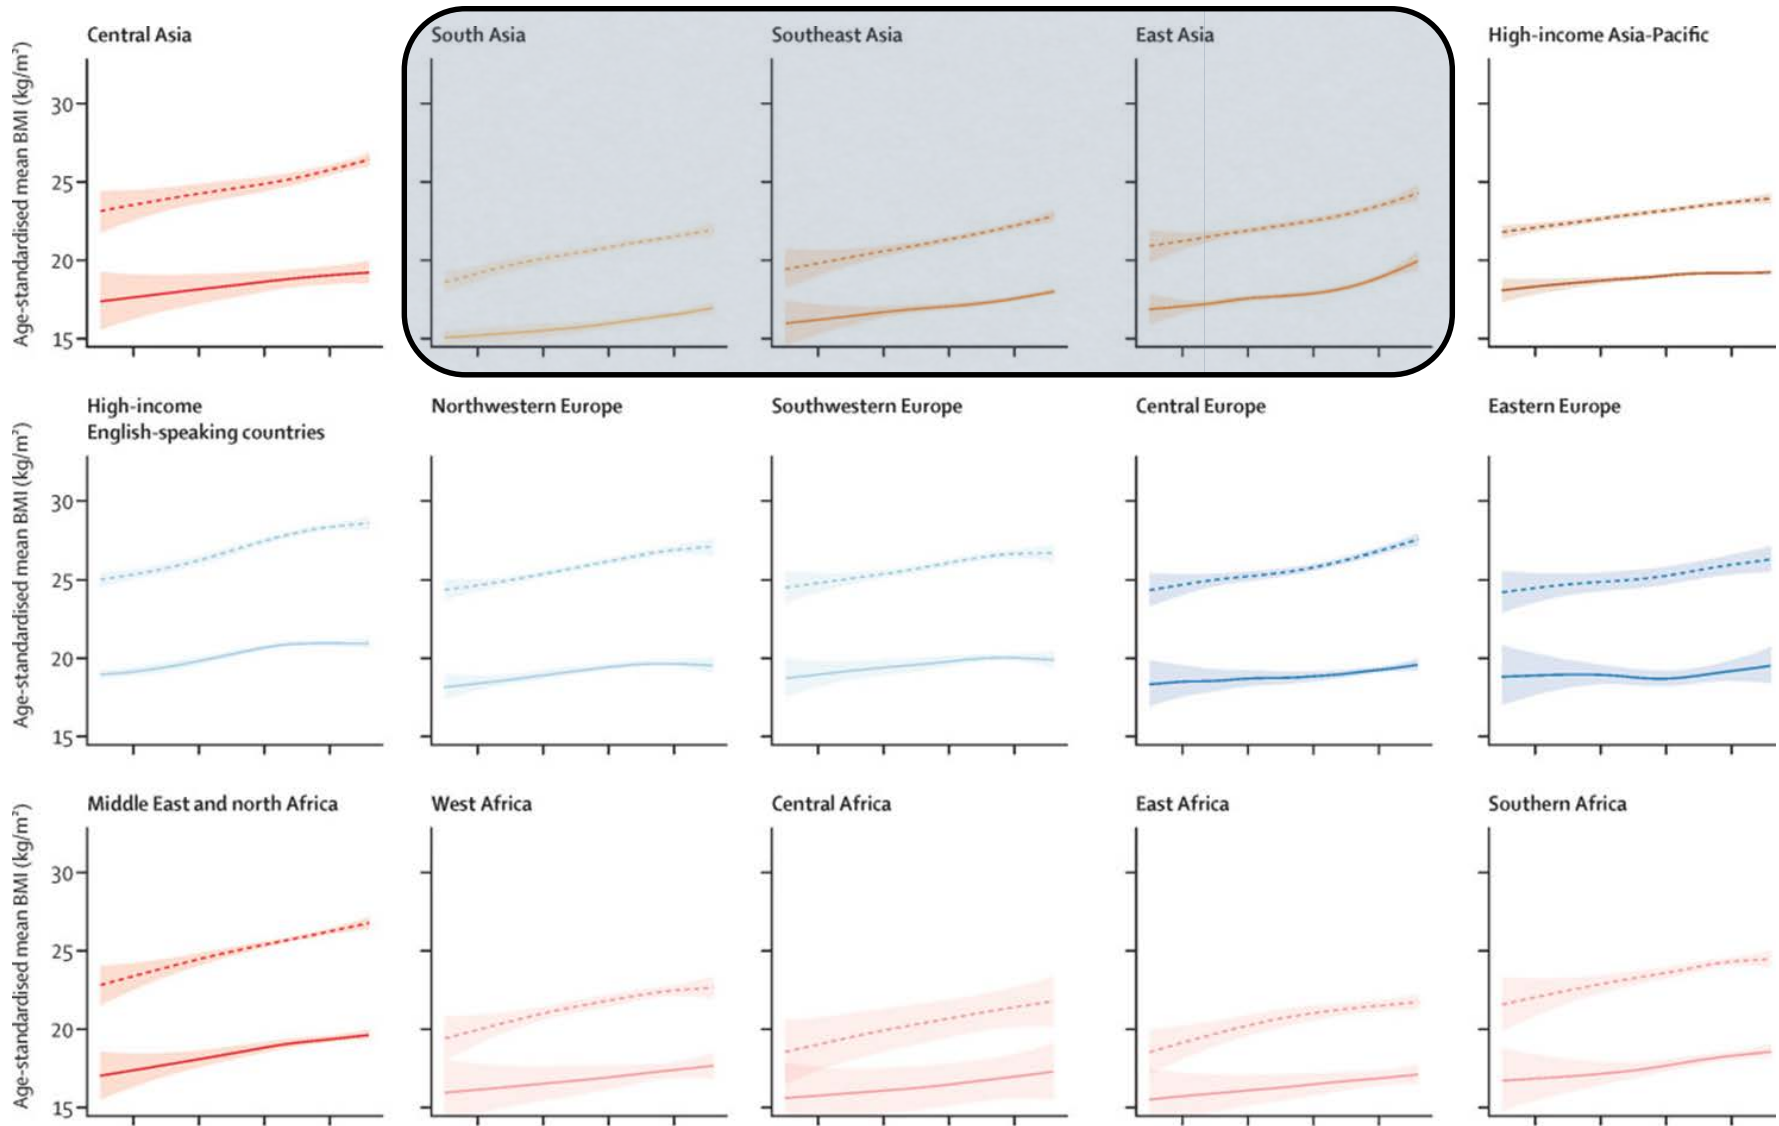 Central Asia
South Asia
Southeast Asia
East Asia
High-income Asia-Pacific
Age-standardised mean BMI (kg/m²)
30
25
20
15
High-income
English-speaking countries
Northwestern Europe
Southwestern Europe
Central Europe
Eastern Europe
Age-standardised mean BMI (kg/m²)
30
25
20
15
Middle East and north Africa
West Africa
Central Africa
East Africa
Southern Africa
Age-standardised mean BMI (kg/m²)
30
25
20
15